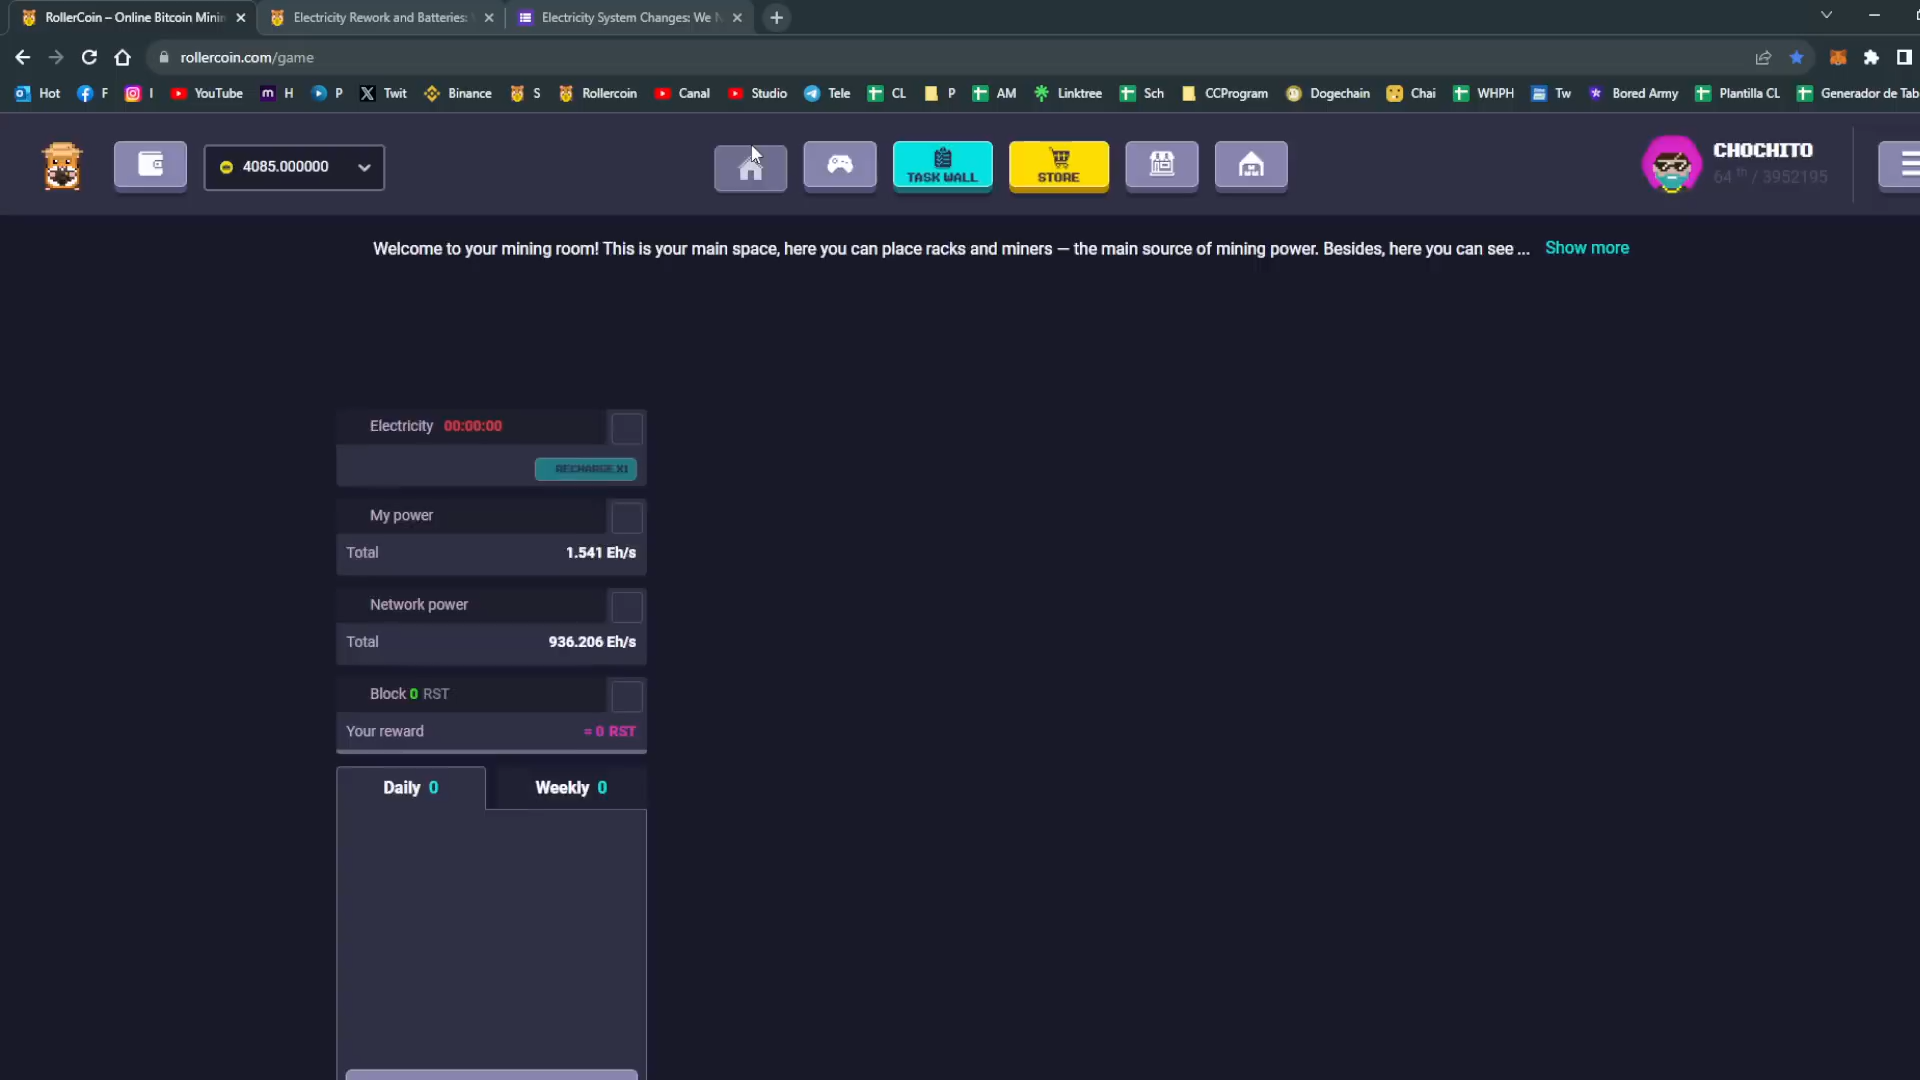 RollerCoin – Online Bitcoin Minin
Electricity Rework and Batteries:
Electricity System Changes: We N
rollercoin.com/game
Hot F I YouTube H P Twit Binance S Rollercoin Canal Studio Tele CL P AM Linktree Sch CCProgram Dogechain Chai WHPH Tw Bored Army Plantilla CL Generador de Tab
4085.000000
TASK WALL
STORE
CHOCHITO
64 th / 3952195
Welcome to your mining room! This is your main space, here you can place racks and miners — the main source of mining power. Besides, here you can see ... Show more
Electricity 00:00:00
RECHARGE X1
My power
Total 1.541 Eh/s
Network power
Total 936.206 Eh/s
Block 0 RST
Your reward = 0 RST
Daily 0 Weekly 0